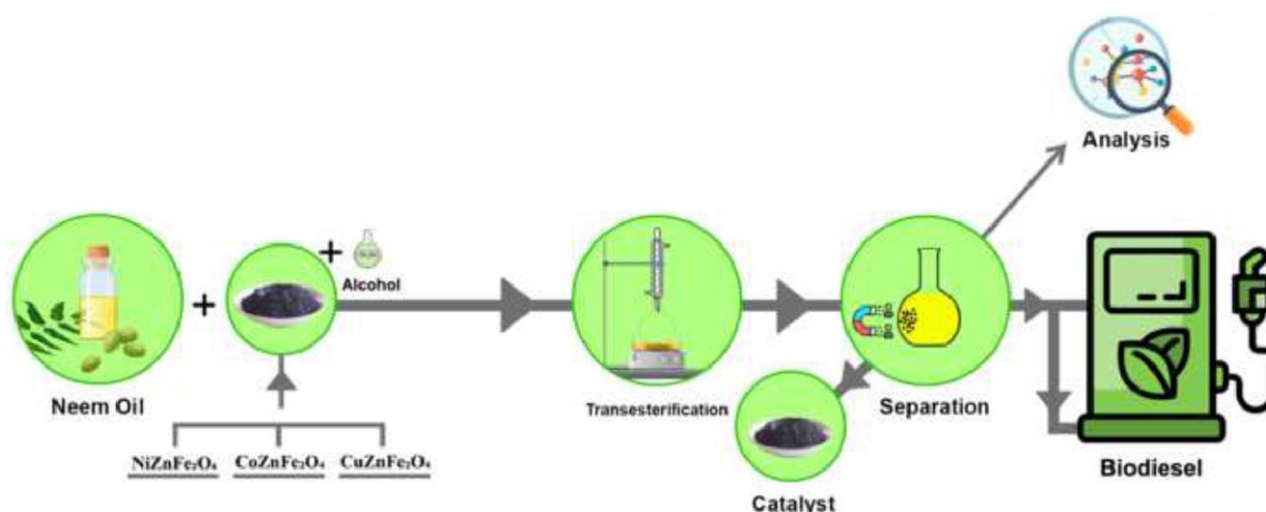 Analysis
+
Alcohol
+
Neem Oil
Transesterification
Separation
NiZnFe₂O₄ CoZnFe₂O₄ CuZnFe₂O₄
Biodiesel
Catalyst